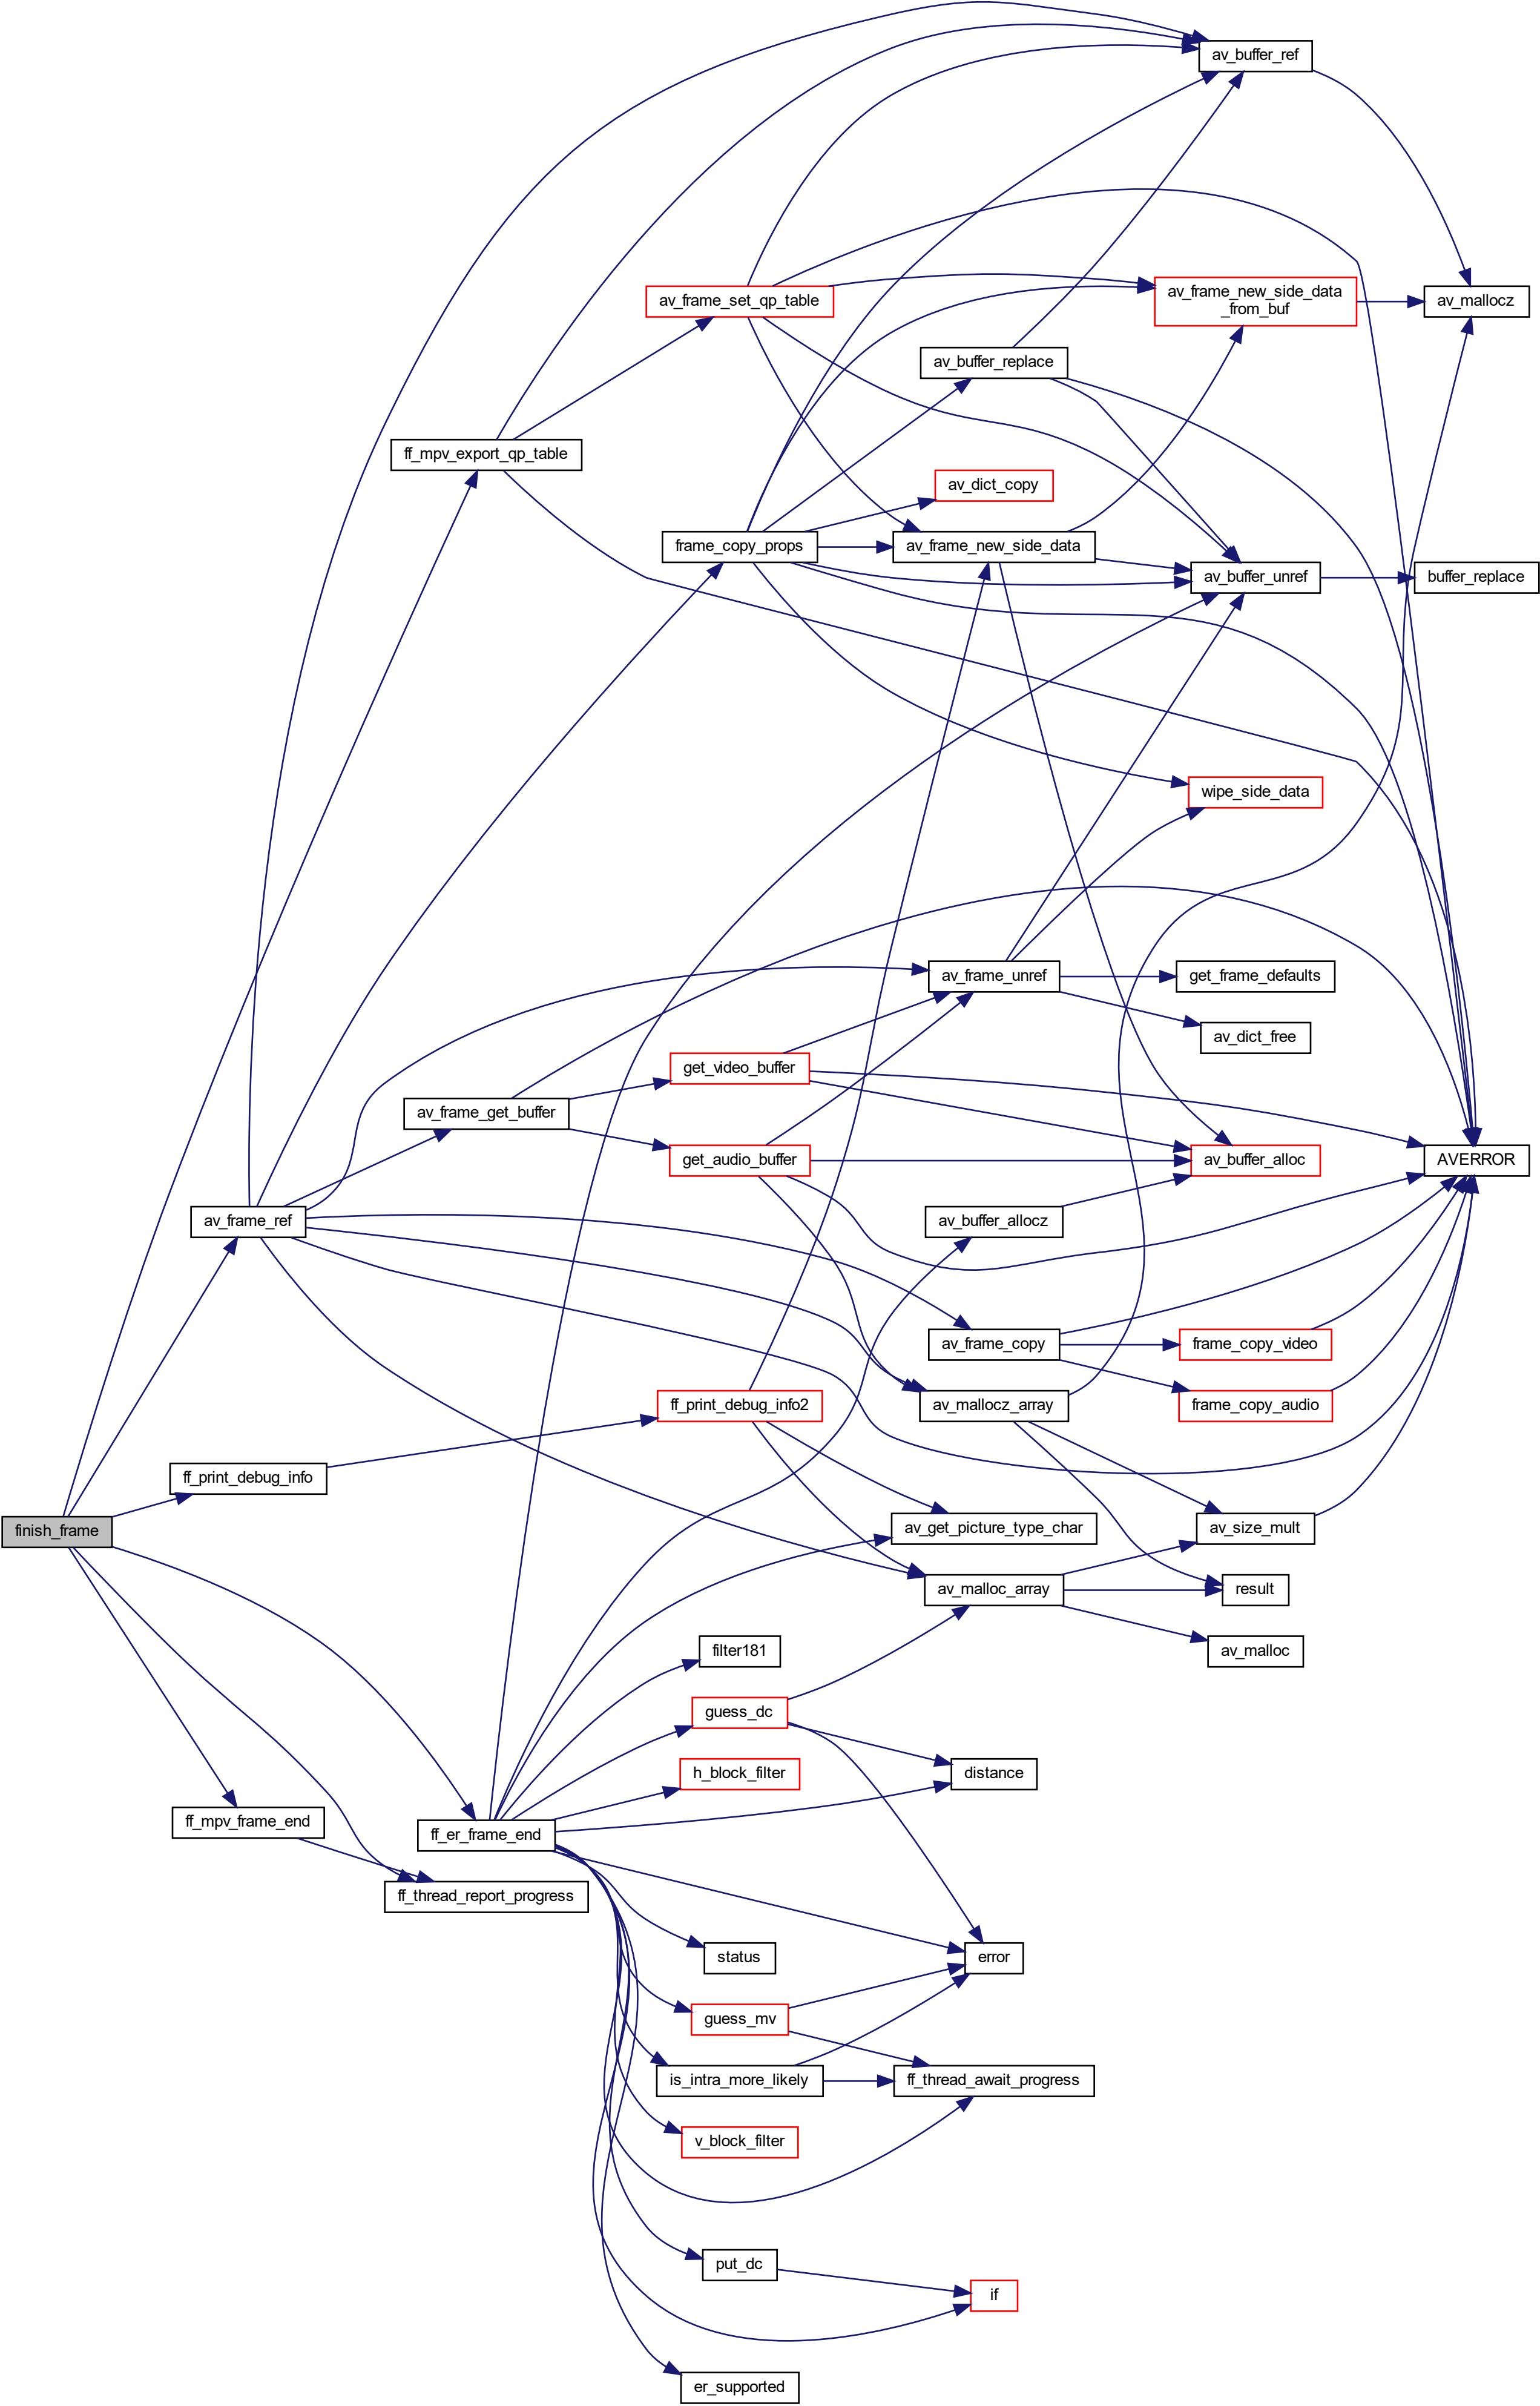 av_buffer_ref
av_frame_set_qp_table
av_frame_new_side_data
_from_buf
av_mallocz
av_buffer_replace
ff_mpv_export_qp_table
av_dict_copy
frame_copy_props
av_frame_new_side_data
av_buffer_unref
buffer_replace
wipe_side_data
av_frame_unref
get_frame_defaults
av_dict_free
get_video_buffer
av_frame_get_buffer
get_audio_buffer
av_buffer_alloc
AVERROR
av_frame_ref
av_buffer_allocz
av_frame_copy
frame_copy_video
ff_print_debug_info2
av_mallocz_array
frame_copy_audio
ff_print_debug_info
finish_frame
av_get_picture_type_char
av_size_mult
av_malloc_array
result
filter181
av_malloc
guess_dc
h_block_filter
distance
ff_mpv_frame_end
ff_er_frame_end
ff_thread_report_progress
status
error
guess_mv
is_intra_more_likely
ff_thread_await_progress
v_block_filter
put_dc
if
er_supported